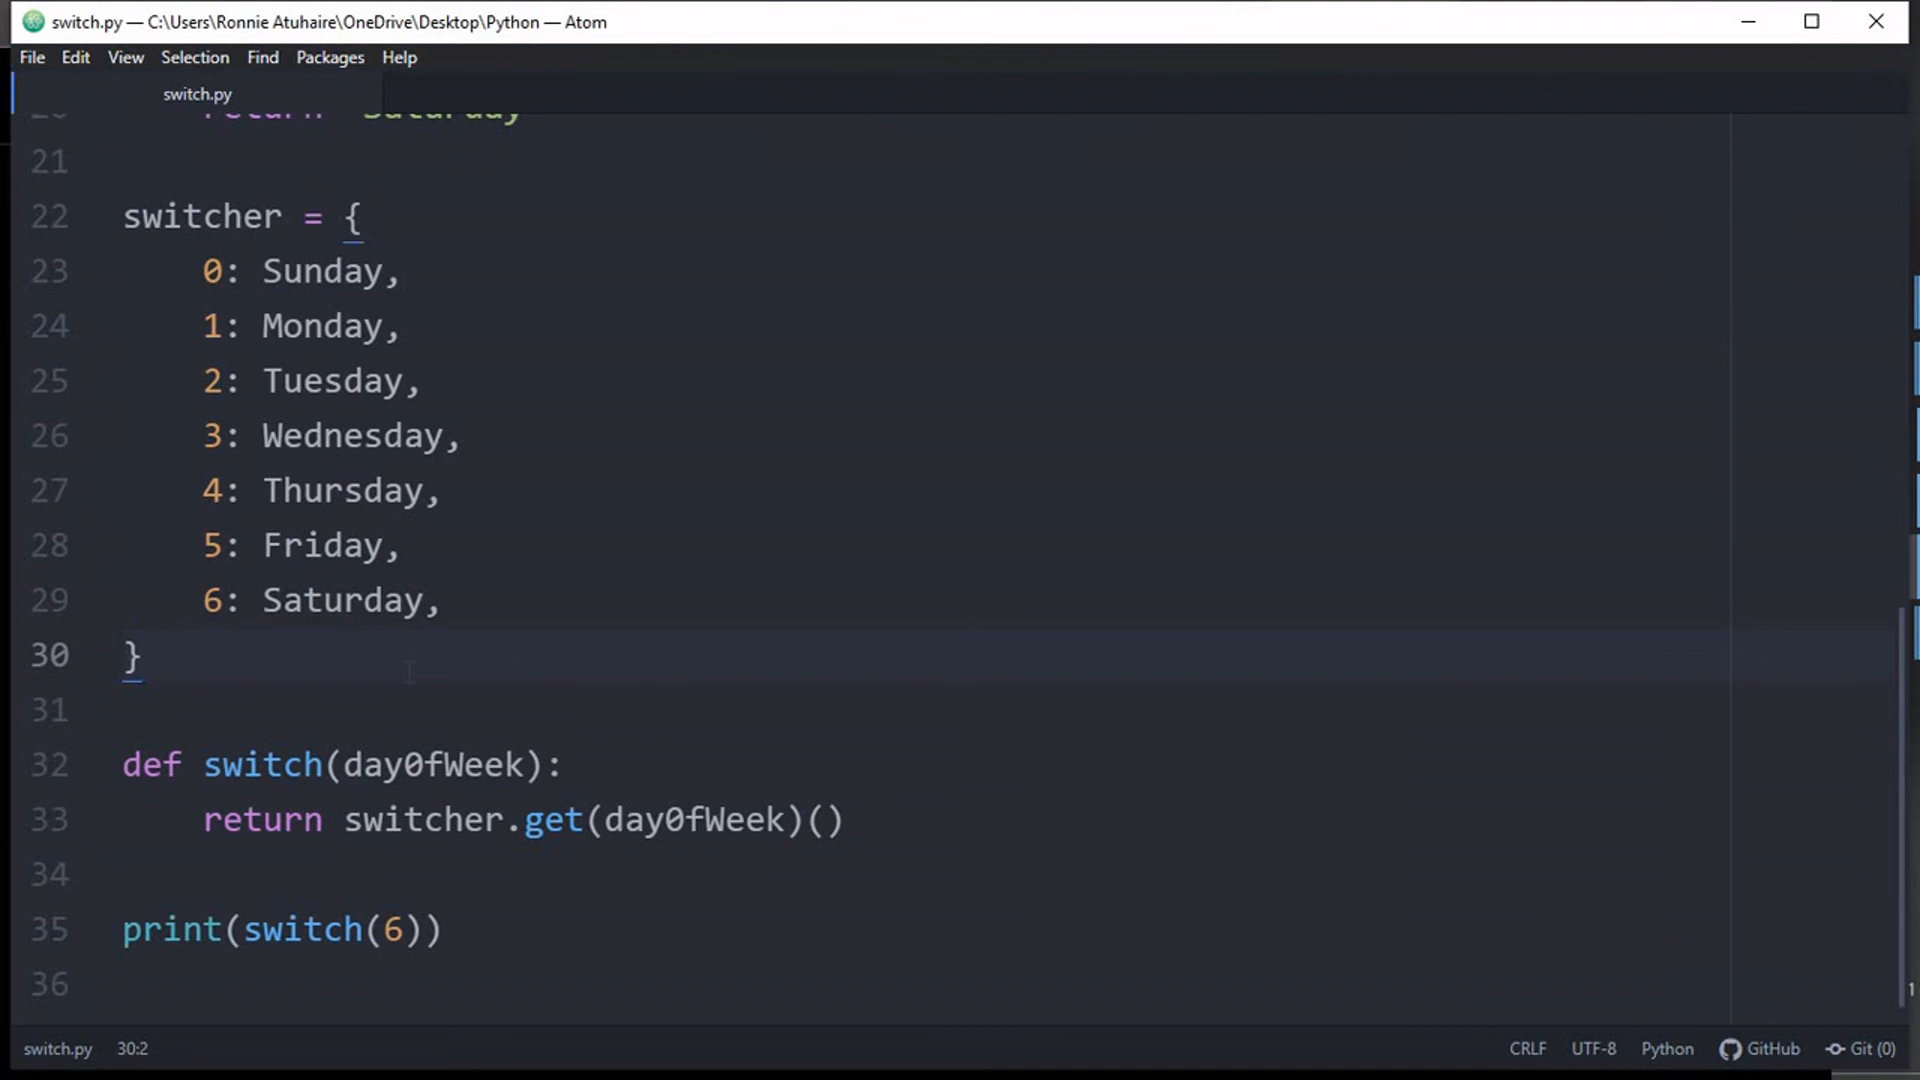 switch.py — C:\Users\Ronnie Atuhaire\OneDrive\Desktop\Python — Atom
File Edit View Selection Find Packages Help
switch.py
20 return "Saturday"
21
22 switcher = {
23 0: Sunday,
24 1: Monday,
25 2: Tuesday,
26 3: Wednesday,
27 4: Thursday,
28 5: Friday,
29 6: Saturday,
30 }
31
32 def switch(day0fWeek):
33 return switcher.get(day0fWeek)()
34
35 print(switch(6))
36
switch.py 30:2 CRLF UTF-8 Python GitHub Git (0)